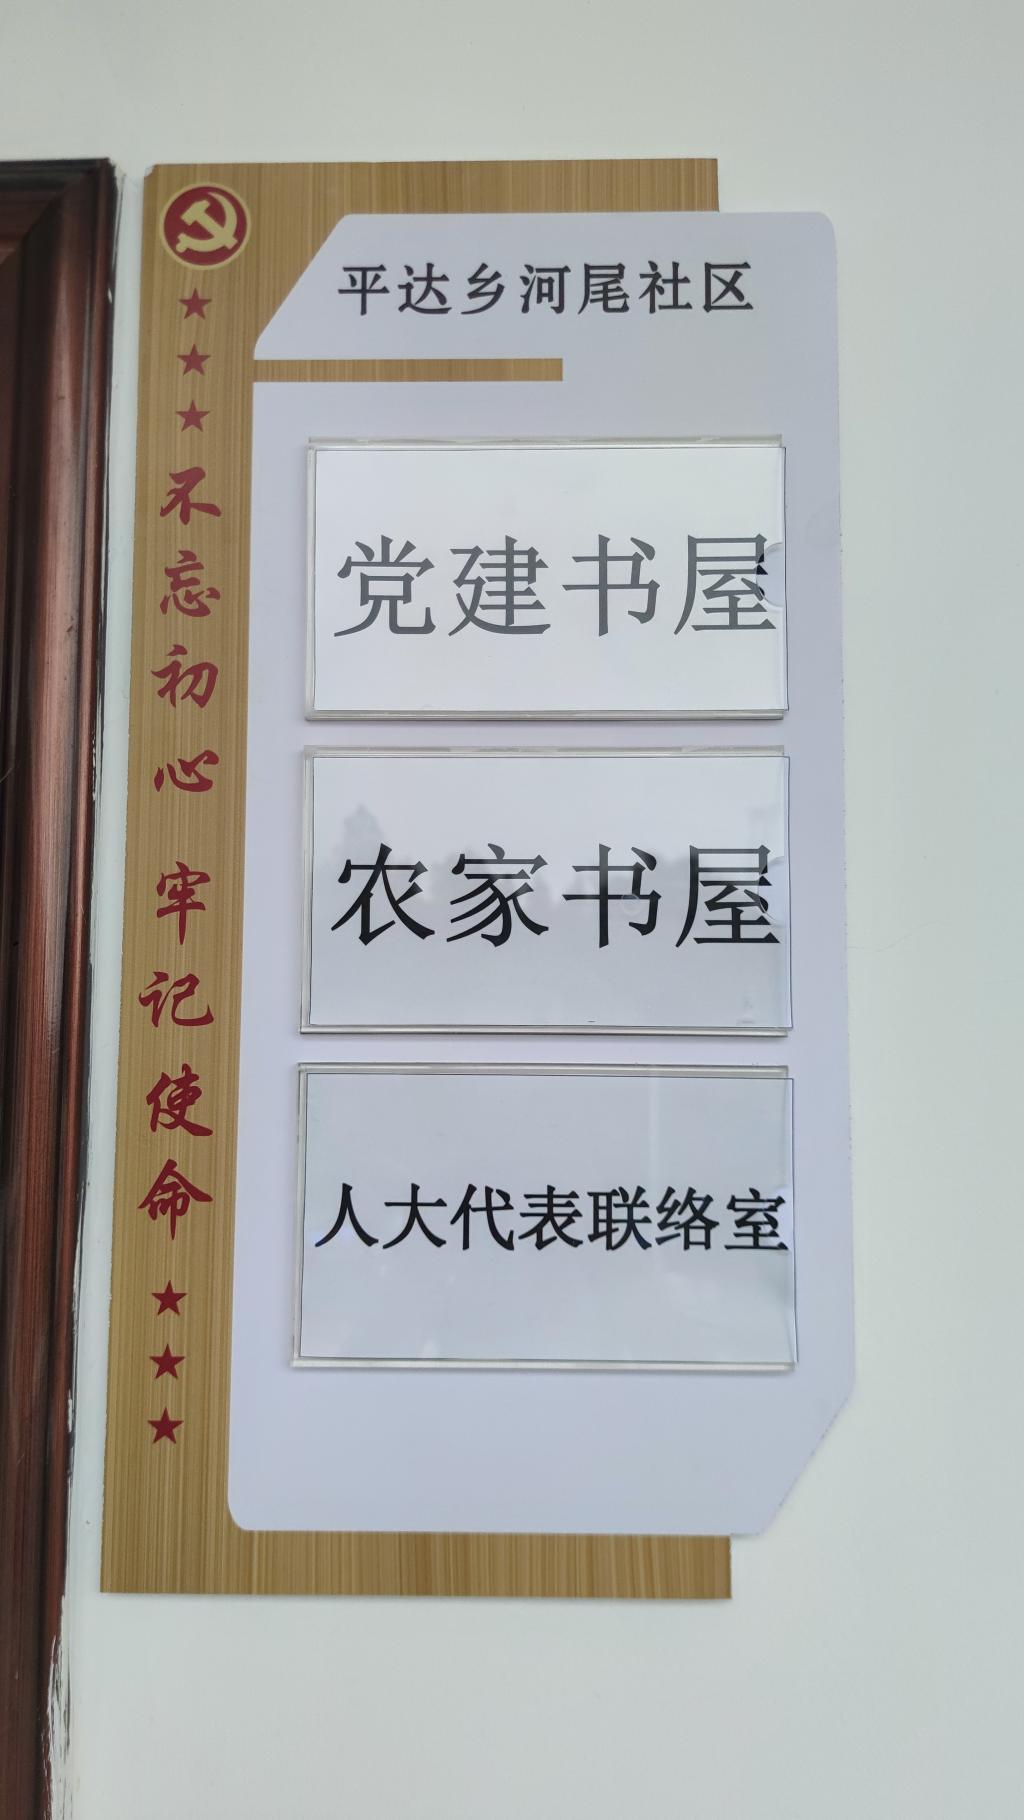 平达乡河尾社区
不忘初心 牢记使命
党建书屋
农家书屋
人大代表联络室